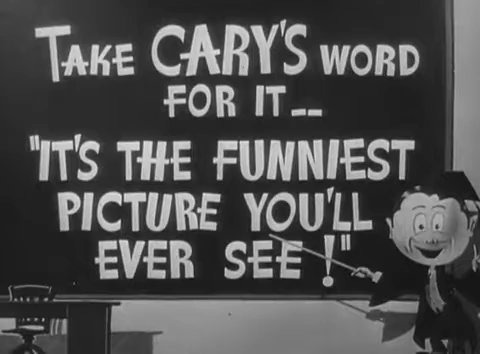 TAKE CARY'S WORD
FOR IT--
"IT'S THE FUNNIEST
PICTURE YOU'LL
EVER SEE!"